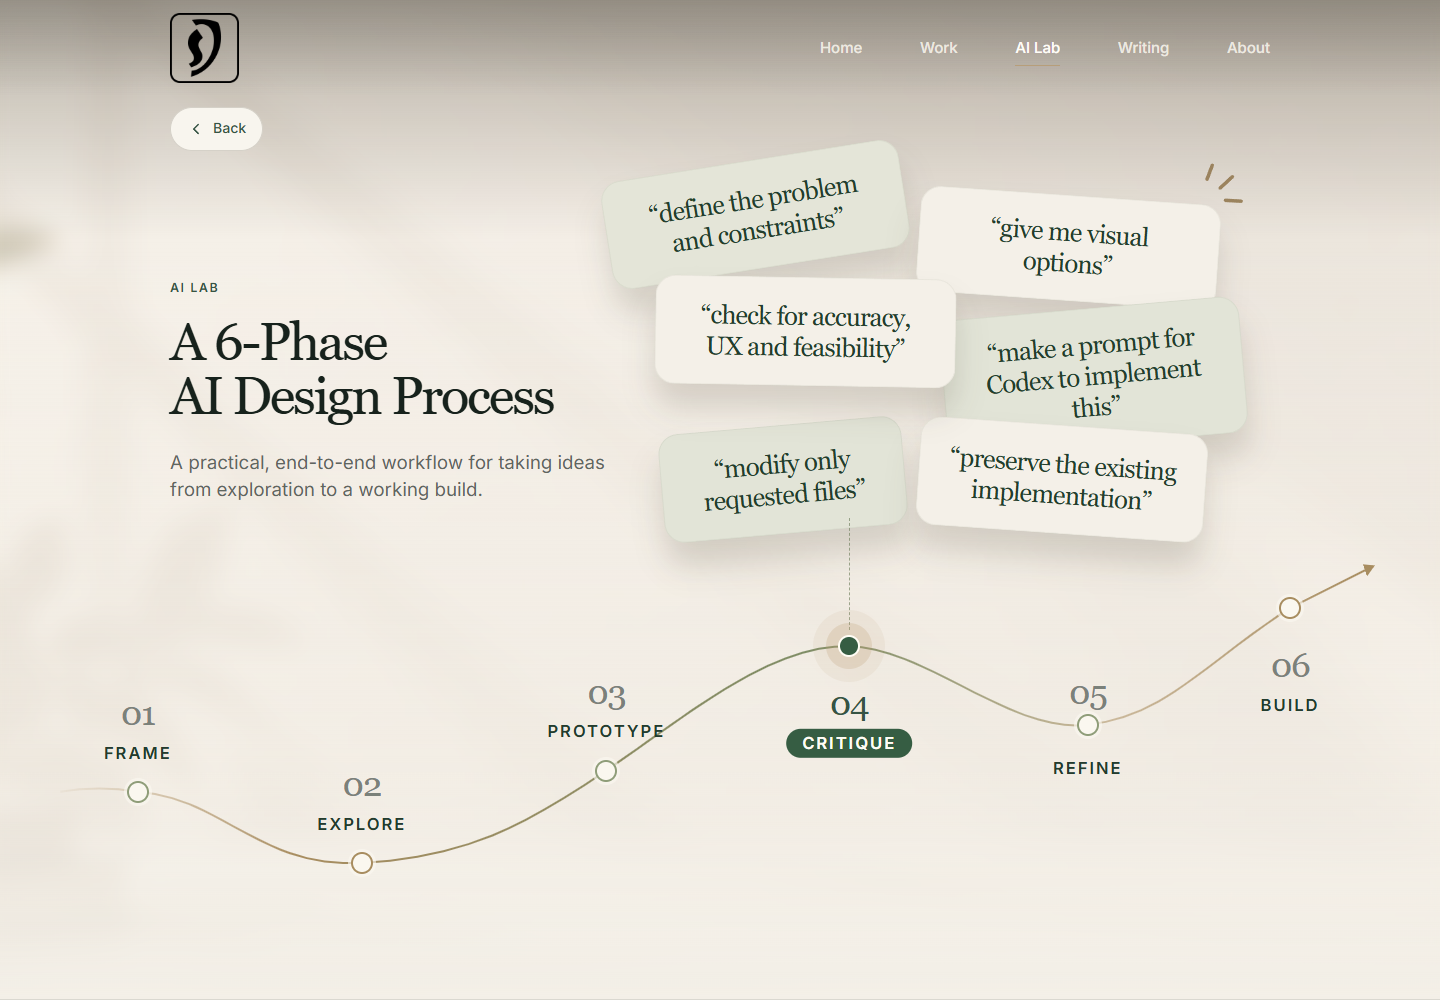 Home Work AI Lab Writing About
Back
“define the problem
and constraints”
“give me visual
options”
“check for accuracy,
UX and feasibility”
“make a prompt for
Codex to implement
this”
“modify only
requested files”
“preserve the existing
implementation”
AI LAB
A 6-Phase
AI Design Process
A practical, end-to-end workflow for taking ideas
from exploration to a working build.
01
FRAME
02
EXPLORE
03
PROTOTYPE
04
CRITIQUE
05
REFINE
06
BUILD